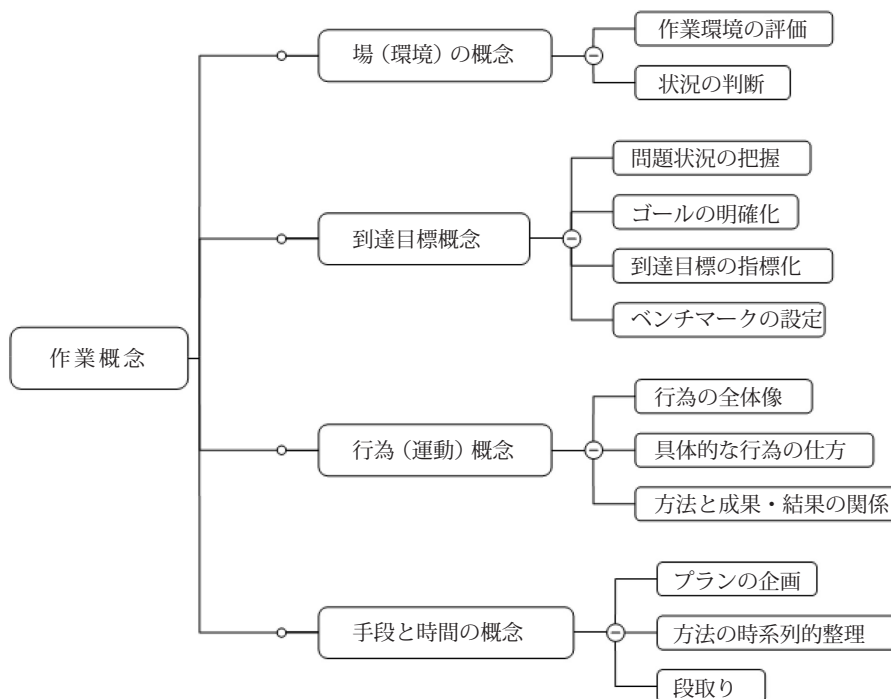 作業概念
場（環境）の概念
作業環境の評価
状況の判断
到達目標概念
問題状況の把握
ゴールの明確化
到達目標の指標化
ベンチマークの設定
行為（運動）概念
行為の全体像
具体的な行為の仕方
方法と成果・結果の関係
手段と時間の概念
プランの企画
方法の時系列的整理
段取り